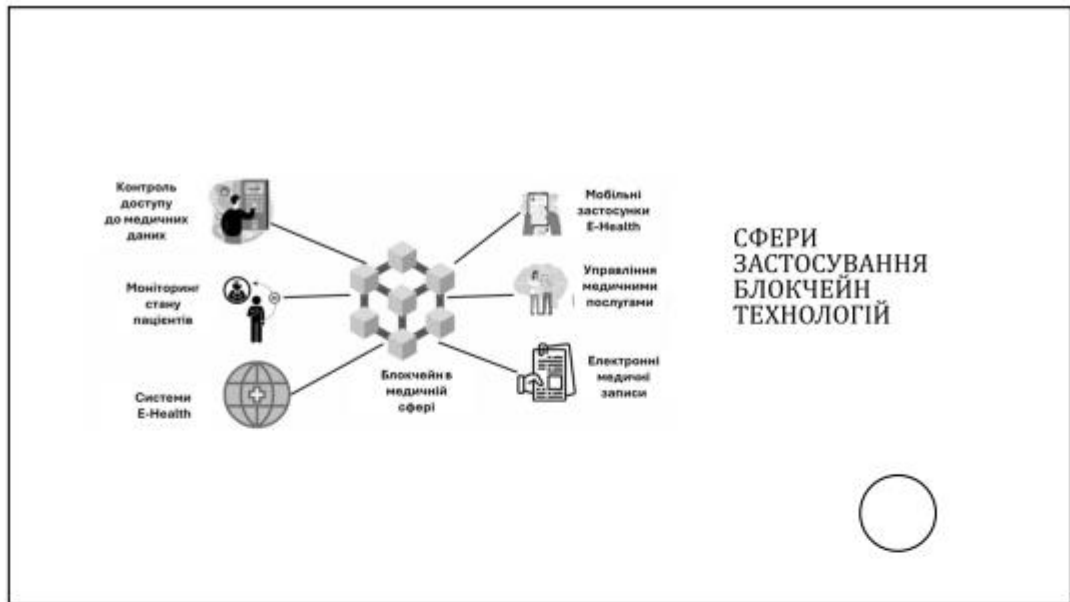 Контроль
доступу
до медичних
даних
Моніторинг
стану
пацієнтів
Системи
E-Health
Блокчейн в
медичній
сфері
Мобільні
застосунки
E-Health
Управління
медичними
послугами
Електронні
медичні
записи
СФЕРИ
ЗАСТОСУВАННЯ
БЛОКЧЕЙН
ТЕХНОЛОГІЙ